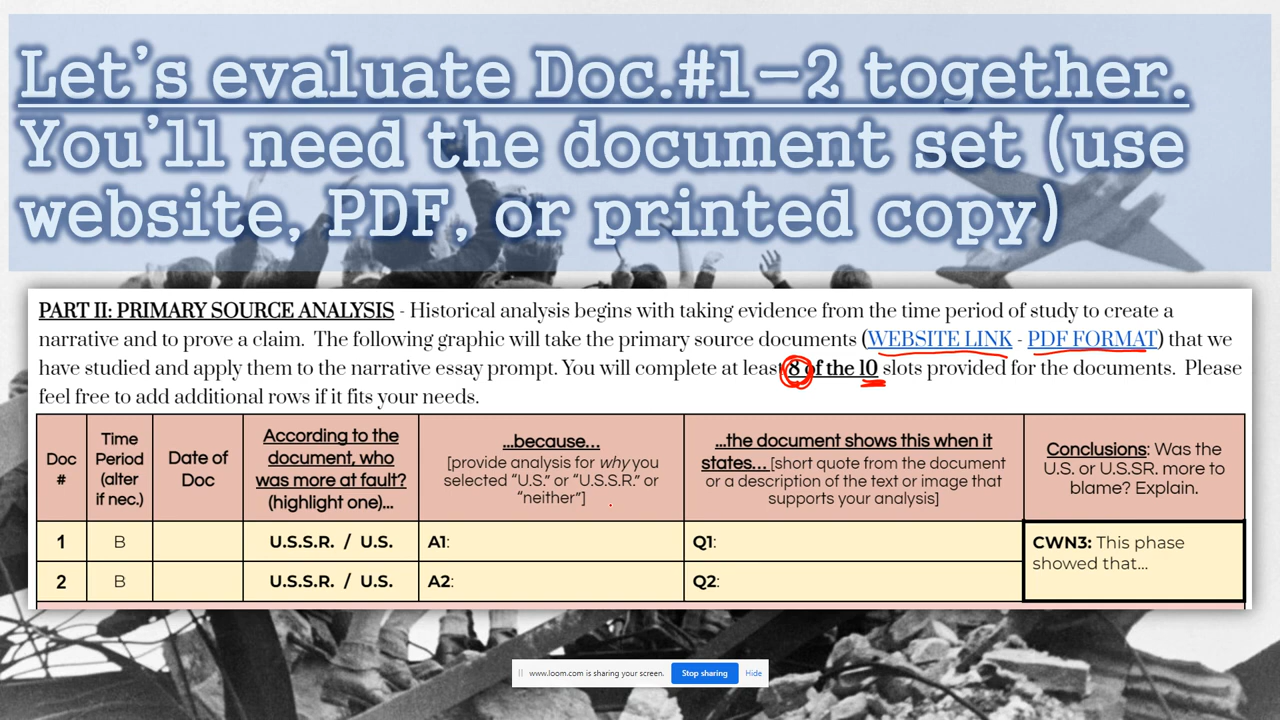 Let's evaluate Doc.#1–2 together.
You'll need the document set (use
website, PDF, or printed copy)
PART II: PRIMARY SOURCE ANALYSIS - Historical analysis begins with taking evidence from the time period of study to create a
narrative and to prove a claim. The following graphic will take the primary source documents (WEBSITE LINK - PDF FORMAT) that we
have studied and apply them to the narrative essay prompt. You will complete at least 8 of the 10 slots provided for the documents. Please
feel free to add additional rows if it fits your needs.
Doc
#
Time
Period
(alter
if nec.)
Date of
Doc
According to the
document, who
was more at fault?
(highlight one)...
...because...
[provide analysis for why you
selected "U.S." or "U.S.S.R." or
"neither"]
...the document shows this when it
states... [short quote from the document
or a description of the text or image that
supports your analysis]
Conclusions: Was the
U.S. or U.S.SR. more to
blame? Explain.
1
B
U.S.S.R. / U.S.
A1:
Q1:
CWN3: This phase
showed that...
2
B
U.S.S.R. / U.S.
A2:
Q2:
www.loom.com is sharing your screen.
Stop sharing
Hide